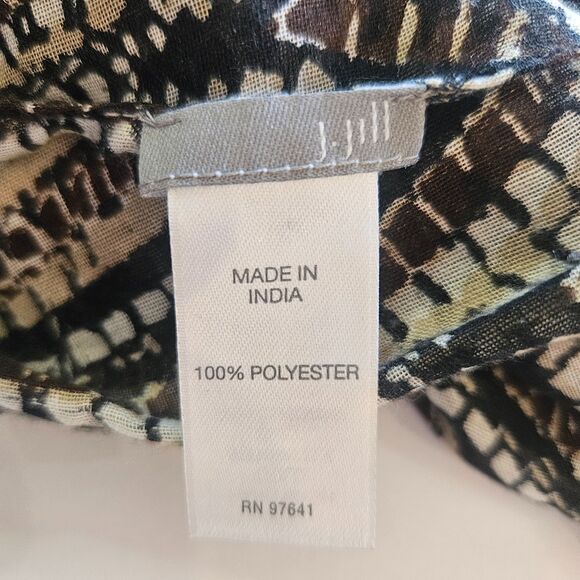 J.Jill
MADE IN
INDIA
100% POLYESTER
RN 97641